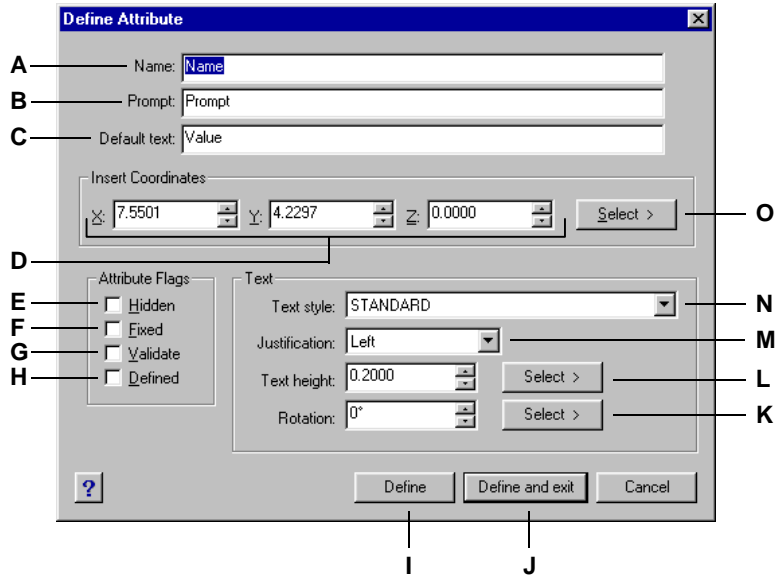 Define Attribute
A Name: Name
B Prompt: Prompt
C Default text: Value
Insert Coordinates
X: 7.5501 Y: 4.2297 Z: 0.0000 Select > O
D
Attribute Flags Text
E Hidden Text style: STANDARD N
F Fixed Justification: Left M
G Validate Text height: 0.2000 Select > L
H Defined Rotation: 0° Select > K
? Define Define and exit Cancel
I J